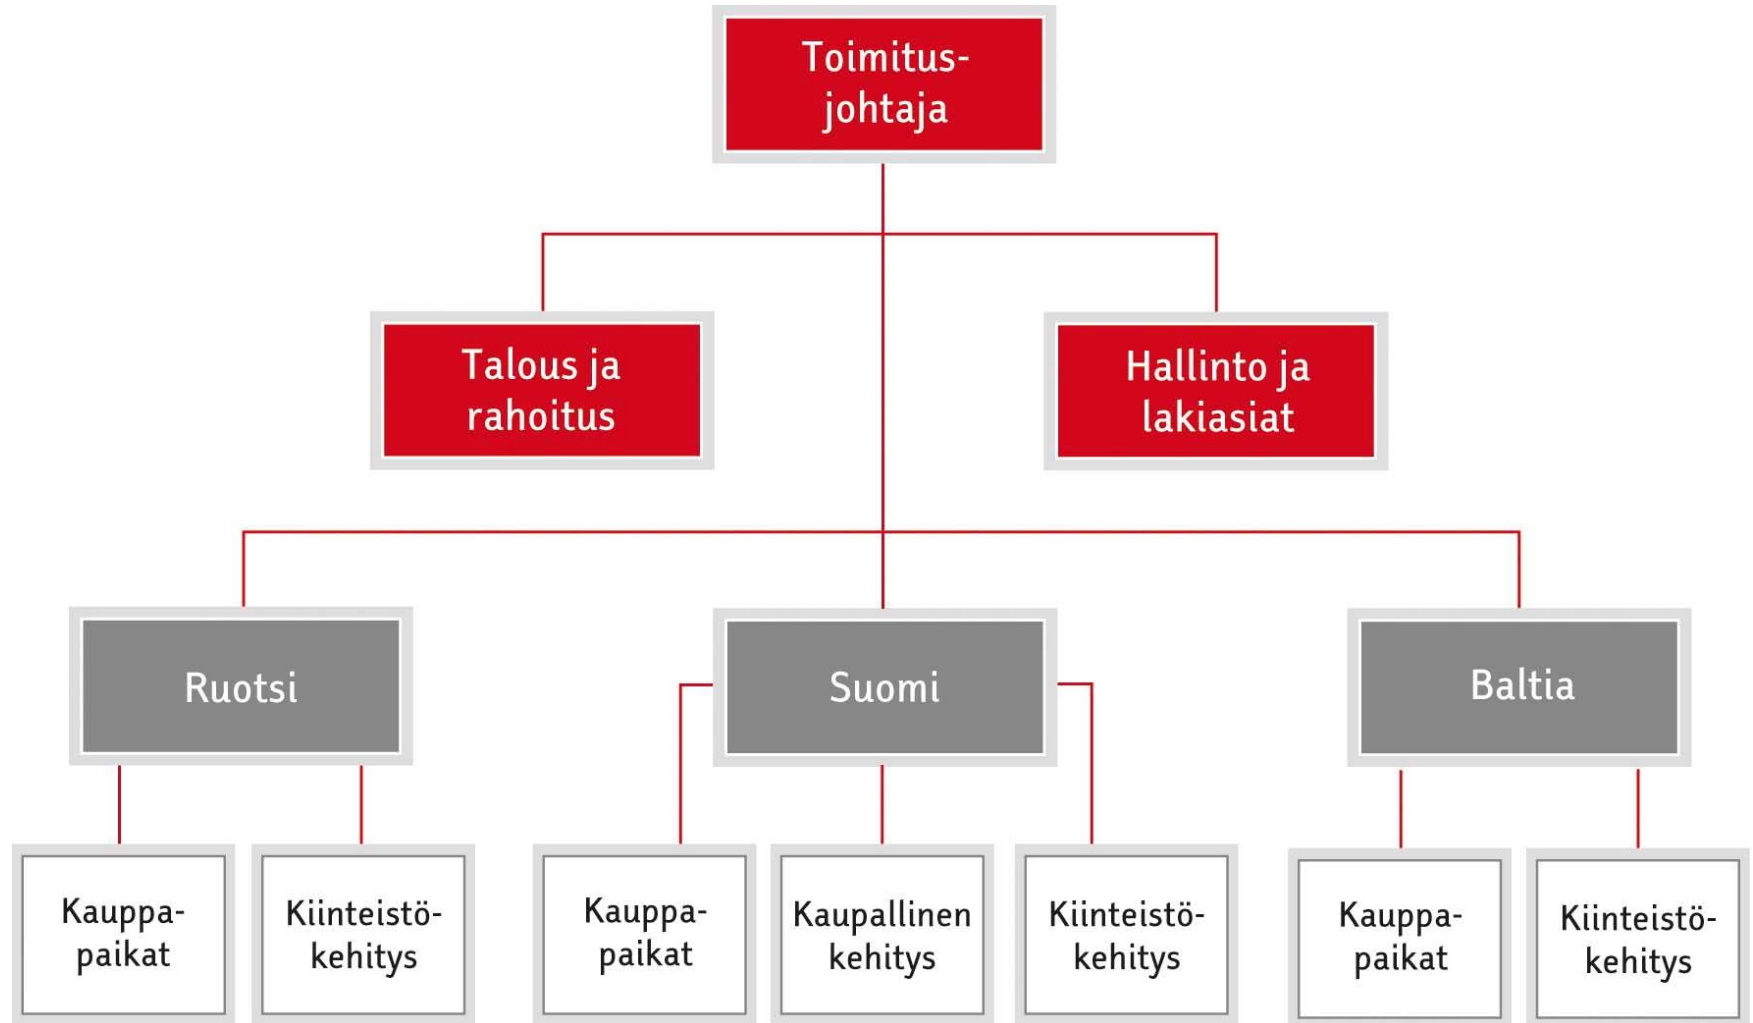 Toimitus-
johtaja
Talous ja
rahoitus
Hallinto ja
lakiasiat
Ruotsi
Suomi
Baltia
Kauppa-
paikat
Kiinteistö-
kehitys
Kauppa-
paikat
Kaupallinen
kehitys
Kiinteistö-
kehitys
Kauppa-
paikat
Kiinteistö-
kehitys